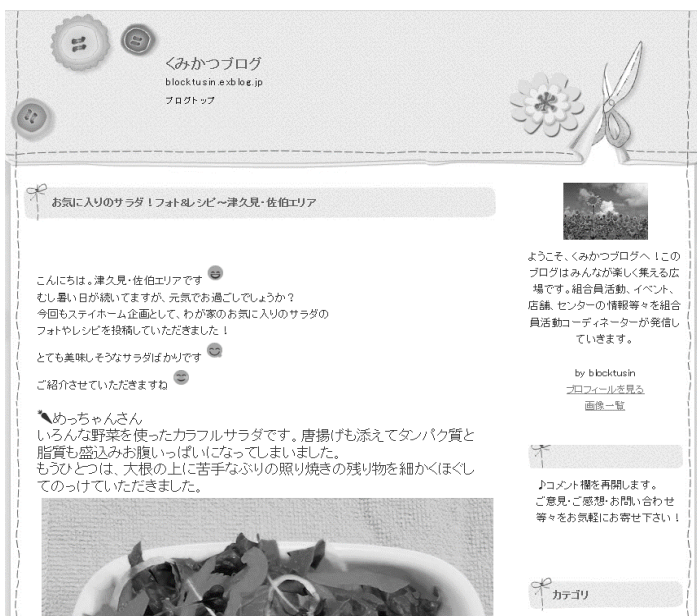 くみかつブログ
blocktusin.exblog.jp
ブログトップ
お気に入りのサラダ！フォト&レシピ～津久見・佐伯エリア
こんにちは。津久見・佐伯エリアです
むし暑い日が続いてますが、元気でお過ごしでしょうか？
今回もステイホーム企画として、わが家のお気に入りのサラダの
フォトやレシピを投稿していただきました！
とても美味しそうなサラダばかりです
ご紹介させていただきますね
めっちゃんさん
いろんな野菜を使ったカラフルサラダです。唐揚げも添えてタンパク質と
脂質も盛込みお腹いっぱいになってしまいました。
もうひとつは、大根の上に苦手なぶりの照り焼きの残り物を細かくほぐし
てのっけていただきました。
ようこそ、くみかつブログへ！この
ブログはみんなが楽しく集える広
場です。組合員活動、イベント、
店舗、センターの情報等々を組合
員活動コーディネーターが発信し
ていきます。
by blocktusin
プロフィールを見る
画像一覧
♪コメント欄を再開します。
ご意見・ご感想・お問い合わせ
等々をお気軽にお寄せ下さい！
カテゴリ